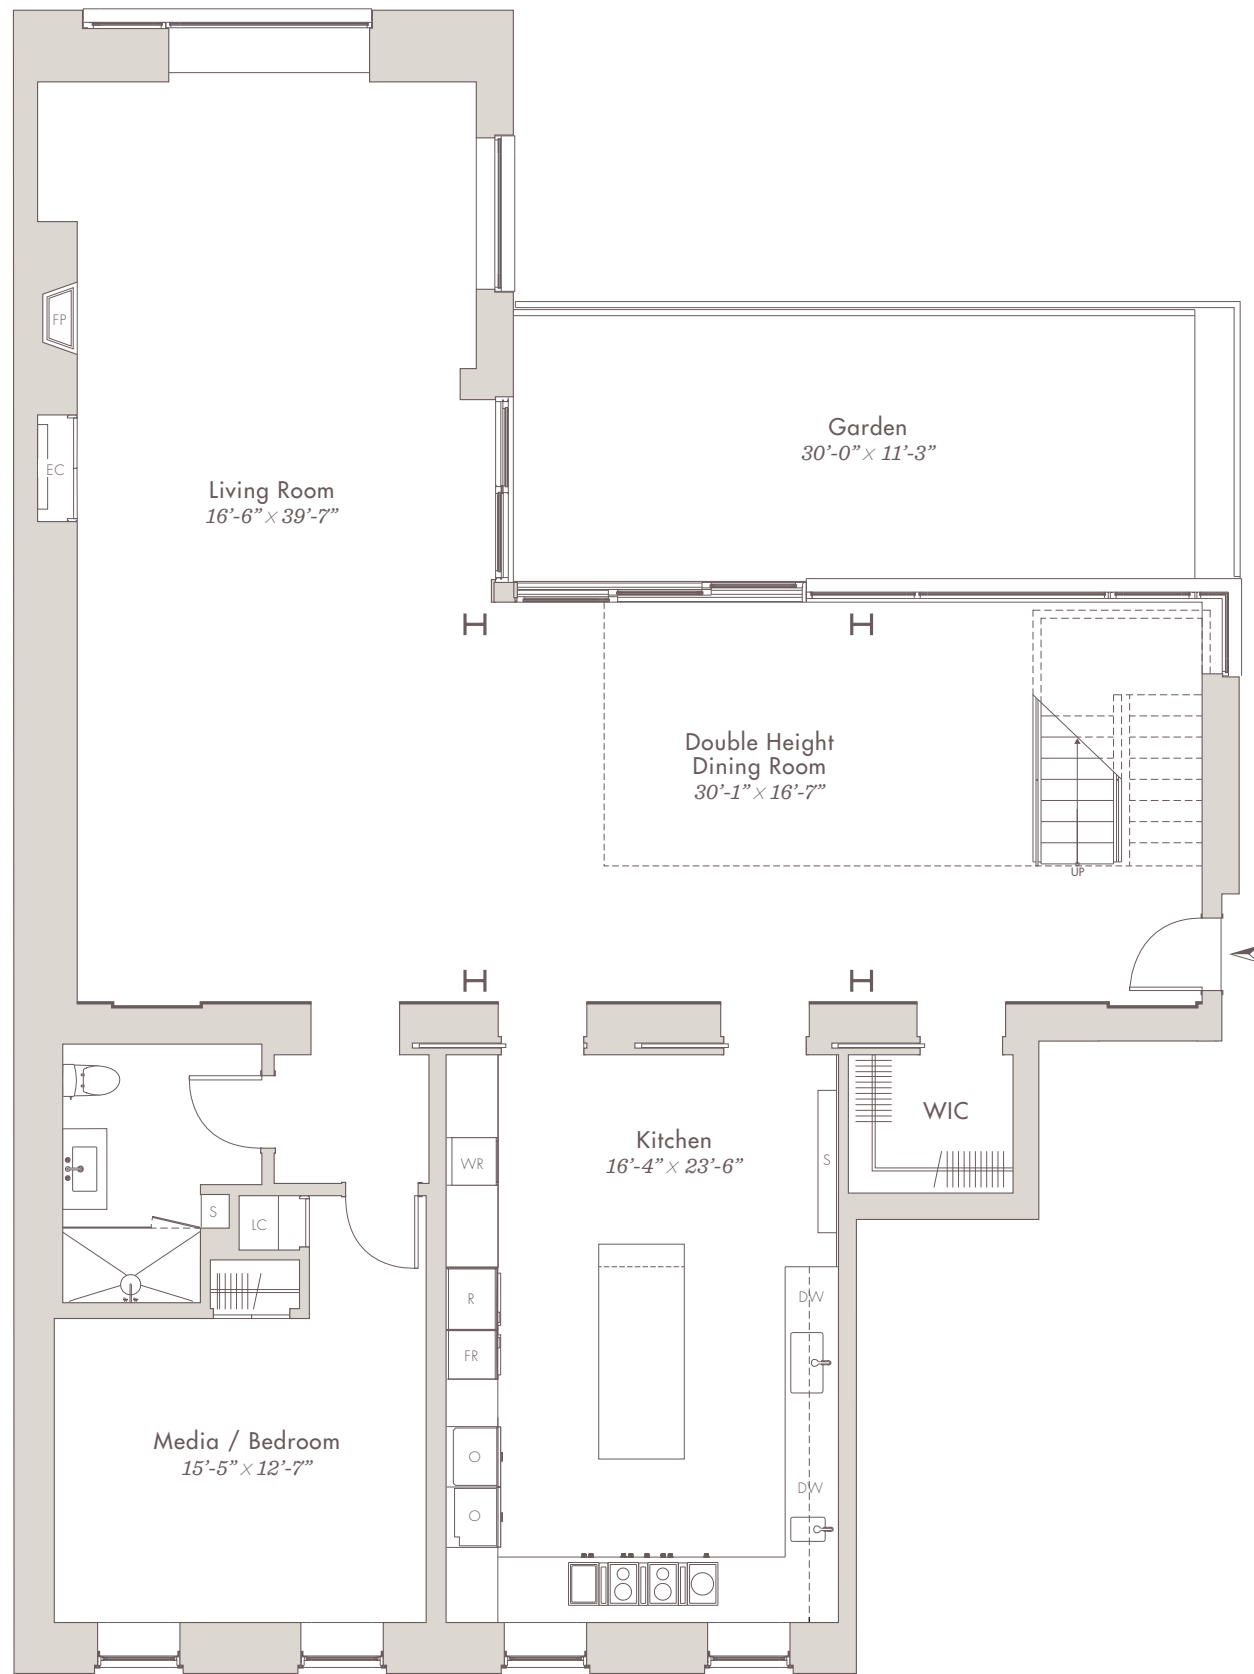 FP
Garden
30'-0" × 11'-3"
EC
Living Room
16'-6" × 39'-7"
Double Height
Dining Room
30'-1" × 16'-7"
UP
WIC
Kitchen
16'-4" × 23'-6"
WR
S
S
LC
DW
R
FR
Media / Bedroom
15'-5" × 12'-7"
DW